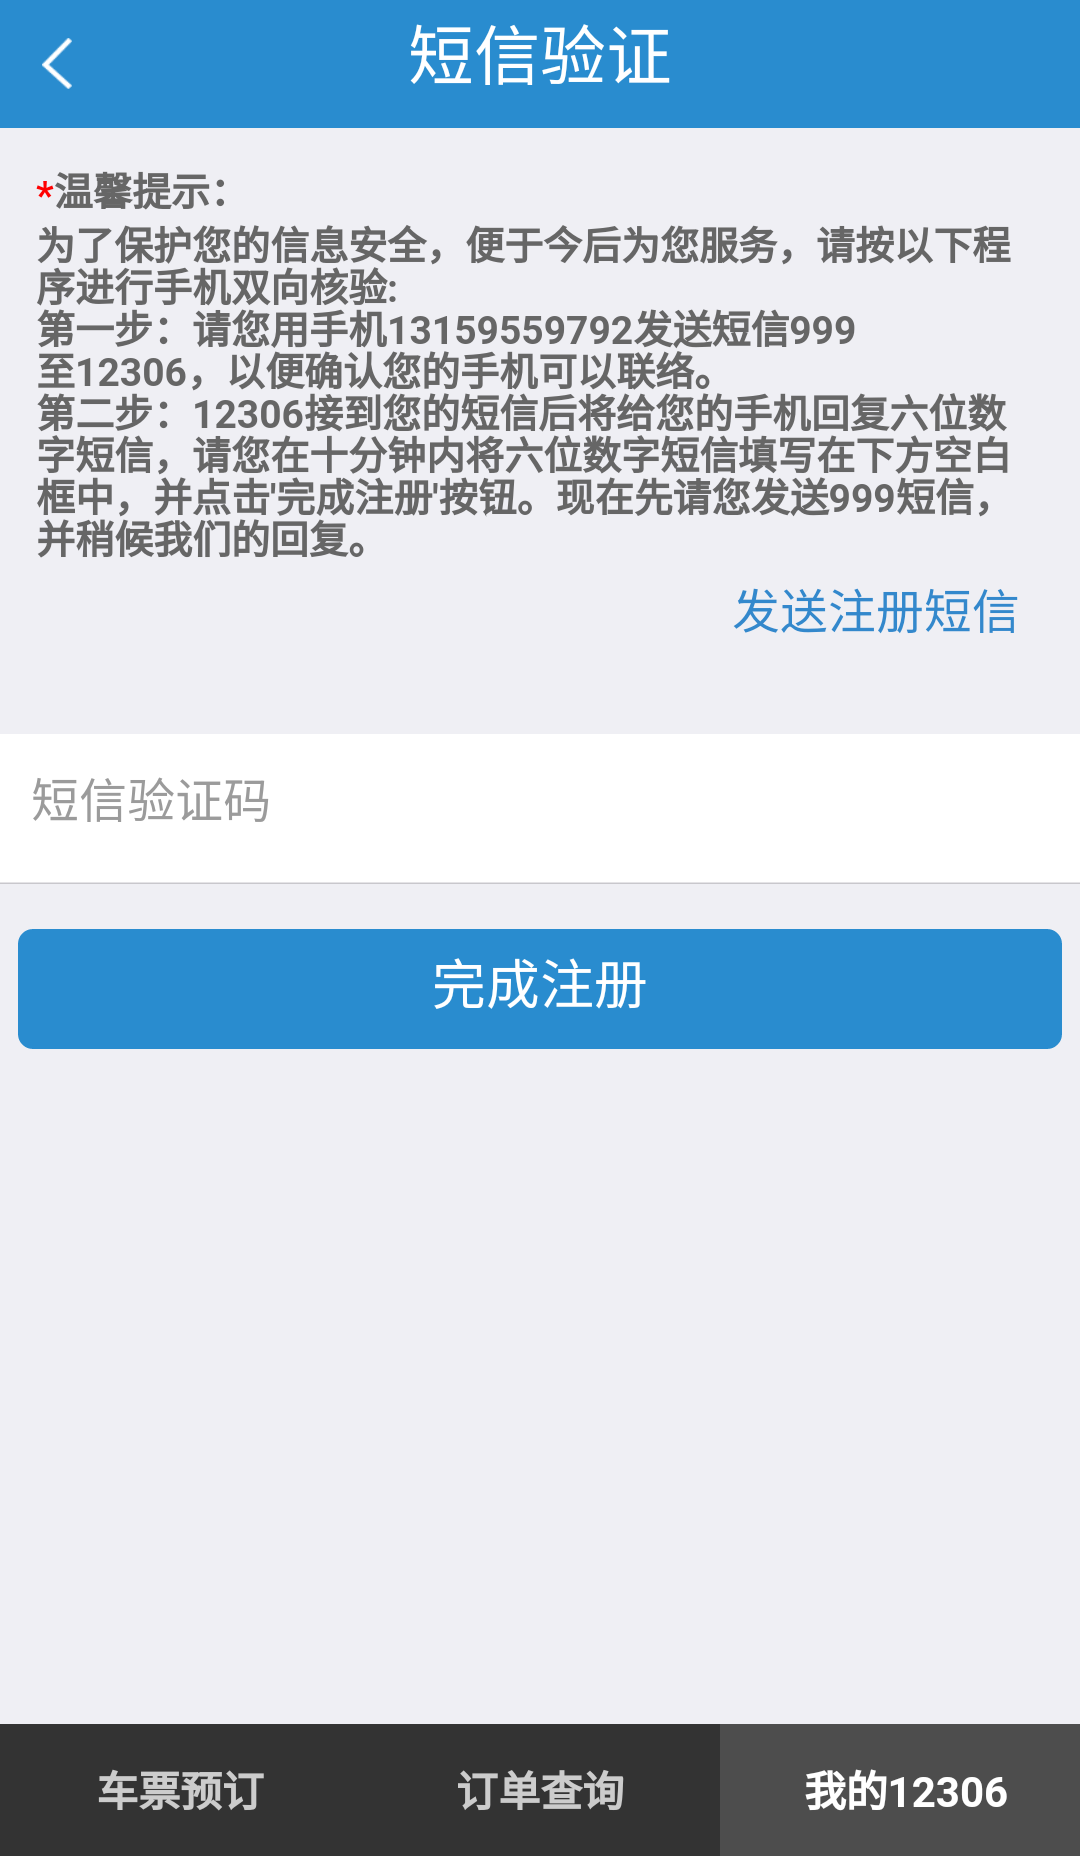 短信验证
*温馨提示：
为了保护您的信息安全，便于今后为您服务，请按以下程
序进行手机双向核验:
第一步：请您用手机13159559792发送短信999
至12306，以便确认您的手机可以联络。
第二步：12306接到您的短信后将给您的手机回复六位数
字短信，请您在十分钟内将六位数字短信填写在下方空白
框中，并点击'完成注册'按钮。现在先请您发送999短信，
并稍候我们的回复。
发送注册短信
短信验证码
完成注册
车票预订 订单查询 我的12306